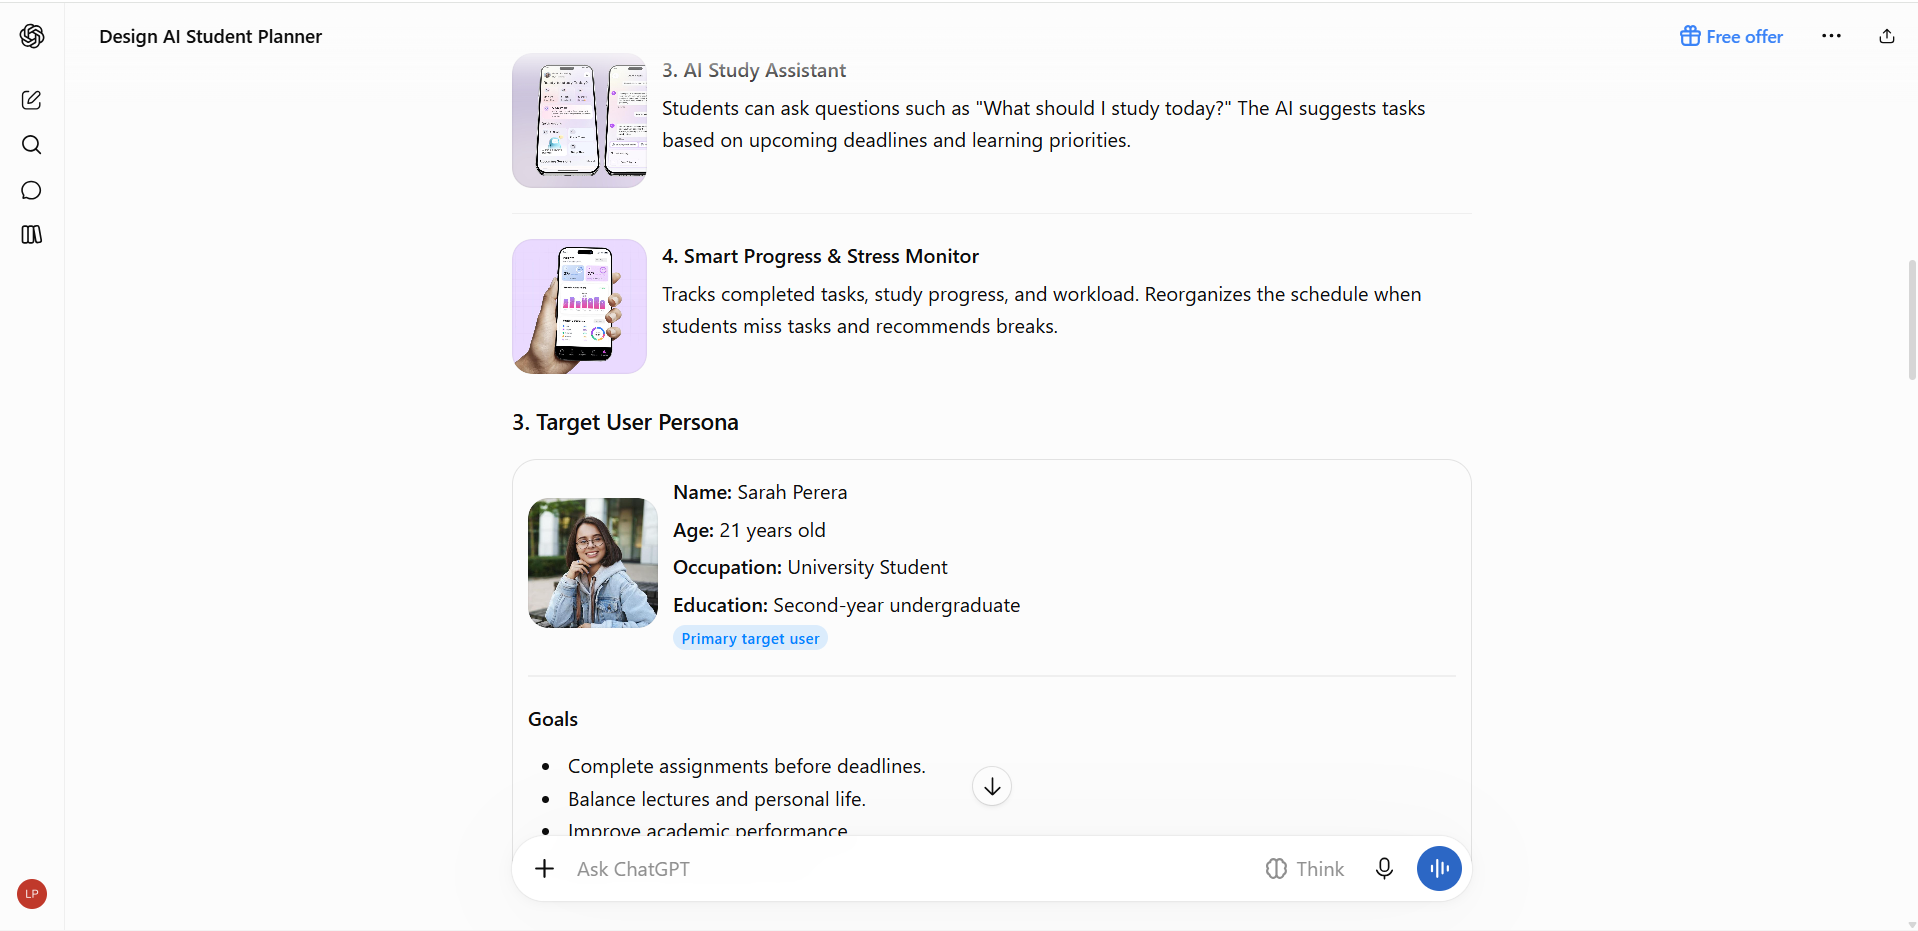 Design AI Student Planner
Free offer
3. AI Study Assistant
Students can ask questions such as "What should I study today?" The AI suggests tasks
based on upcoming deadlines and learning priorities.
4. Smart Progress & Stress Monitor
Tracks completed tasks, study progress, and workload. Reorganizes the schedule when
students miss tasks and recommends breaks.
3. Target User Persona
Name: Sarah Perera
Age: 21 years old
Occupation: University Student
Education: Second-year undergraduate
Primary target user
Goals
• Complete assignments before deadlines.
• Balance lectures and personal life.
• Improve academic performance
Ask ChatGPT
Think
LP